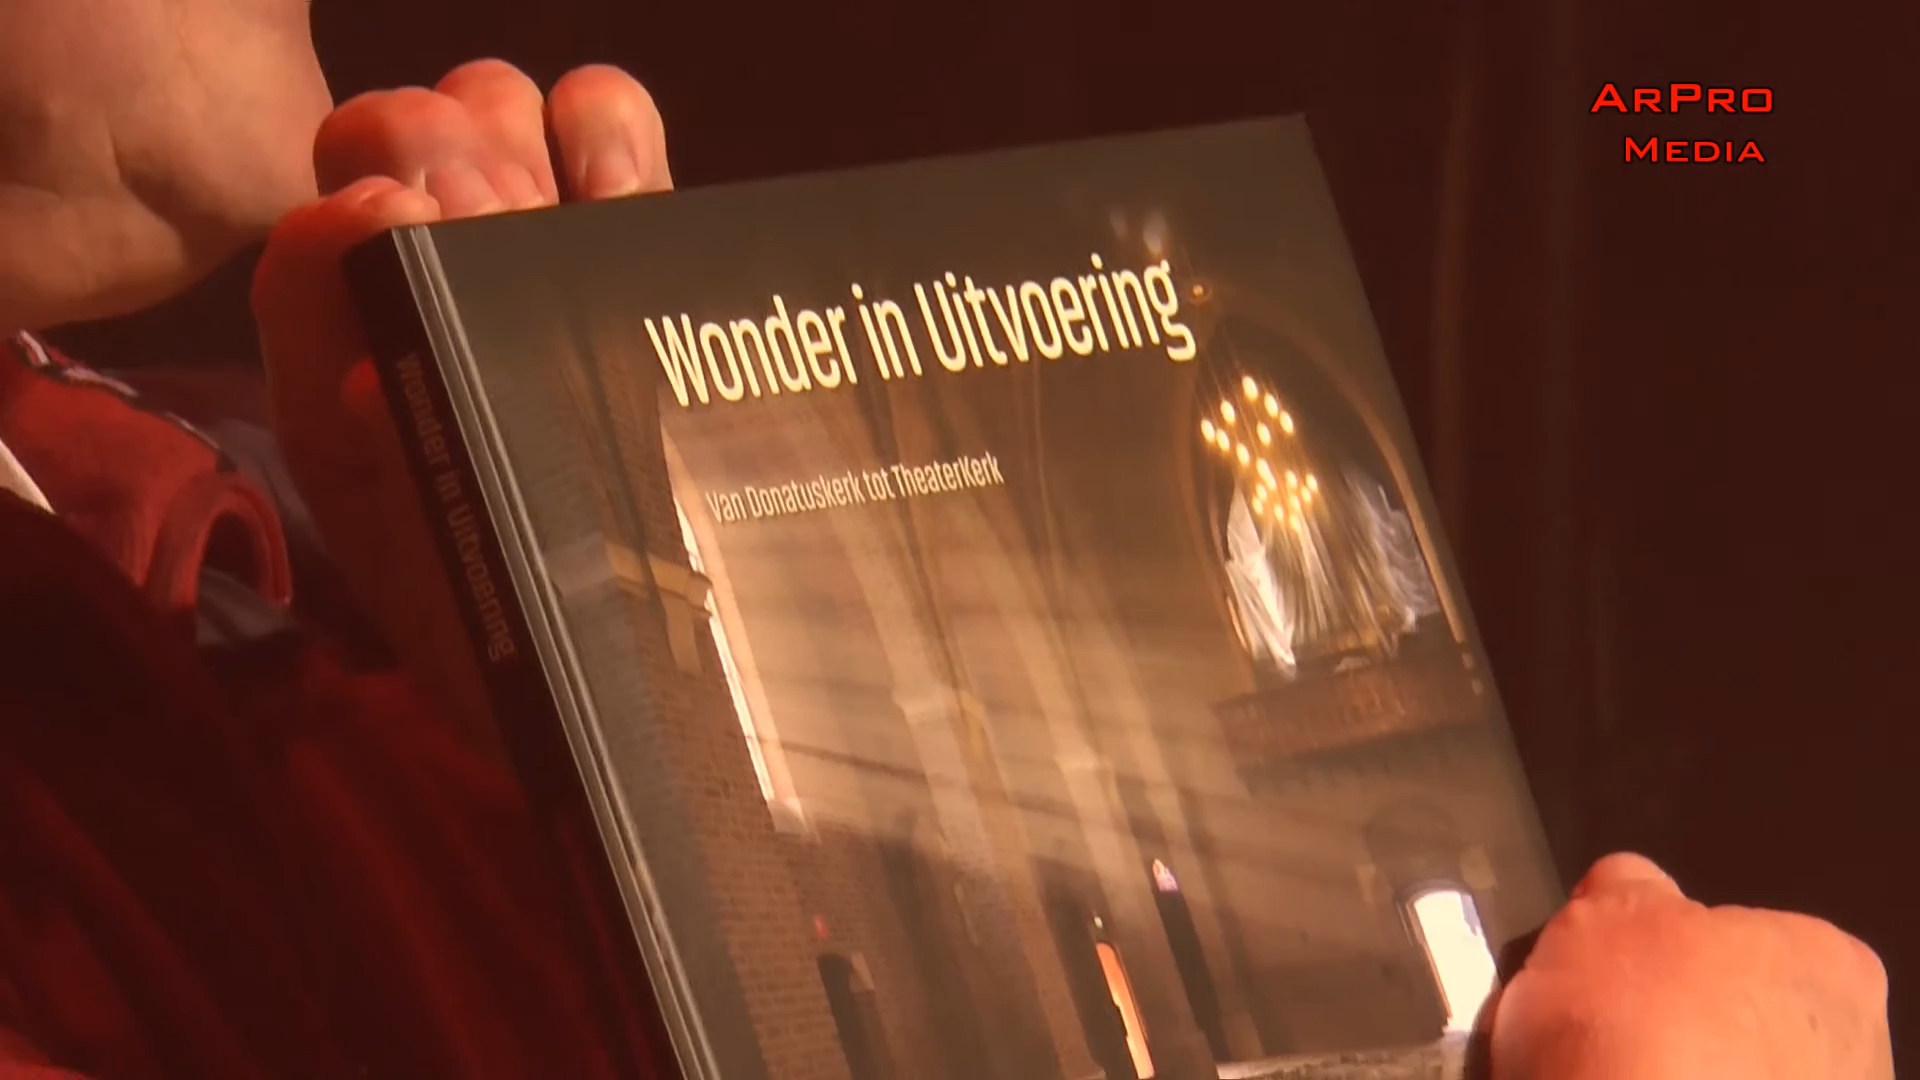 ArPro
Media
Wonder in Uitvoering
Van Donatuskerk tot TheaterKerk
Wonder in Uitvoering